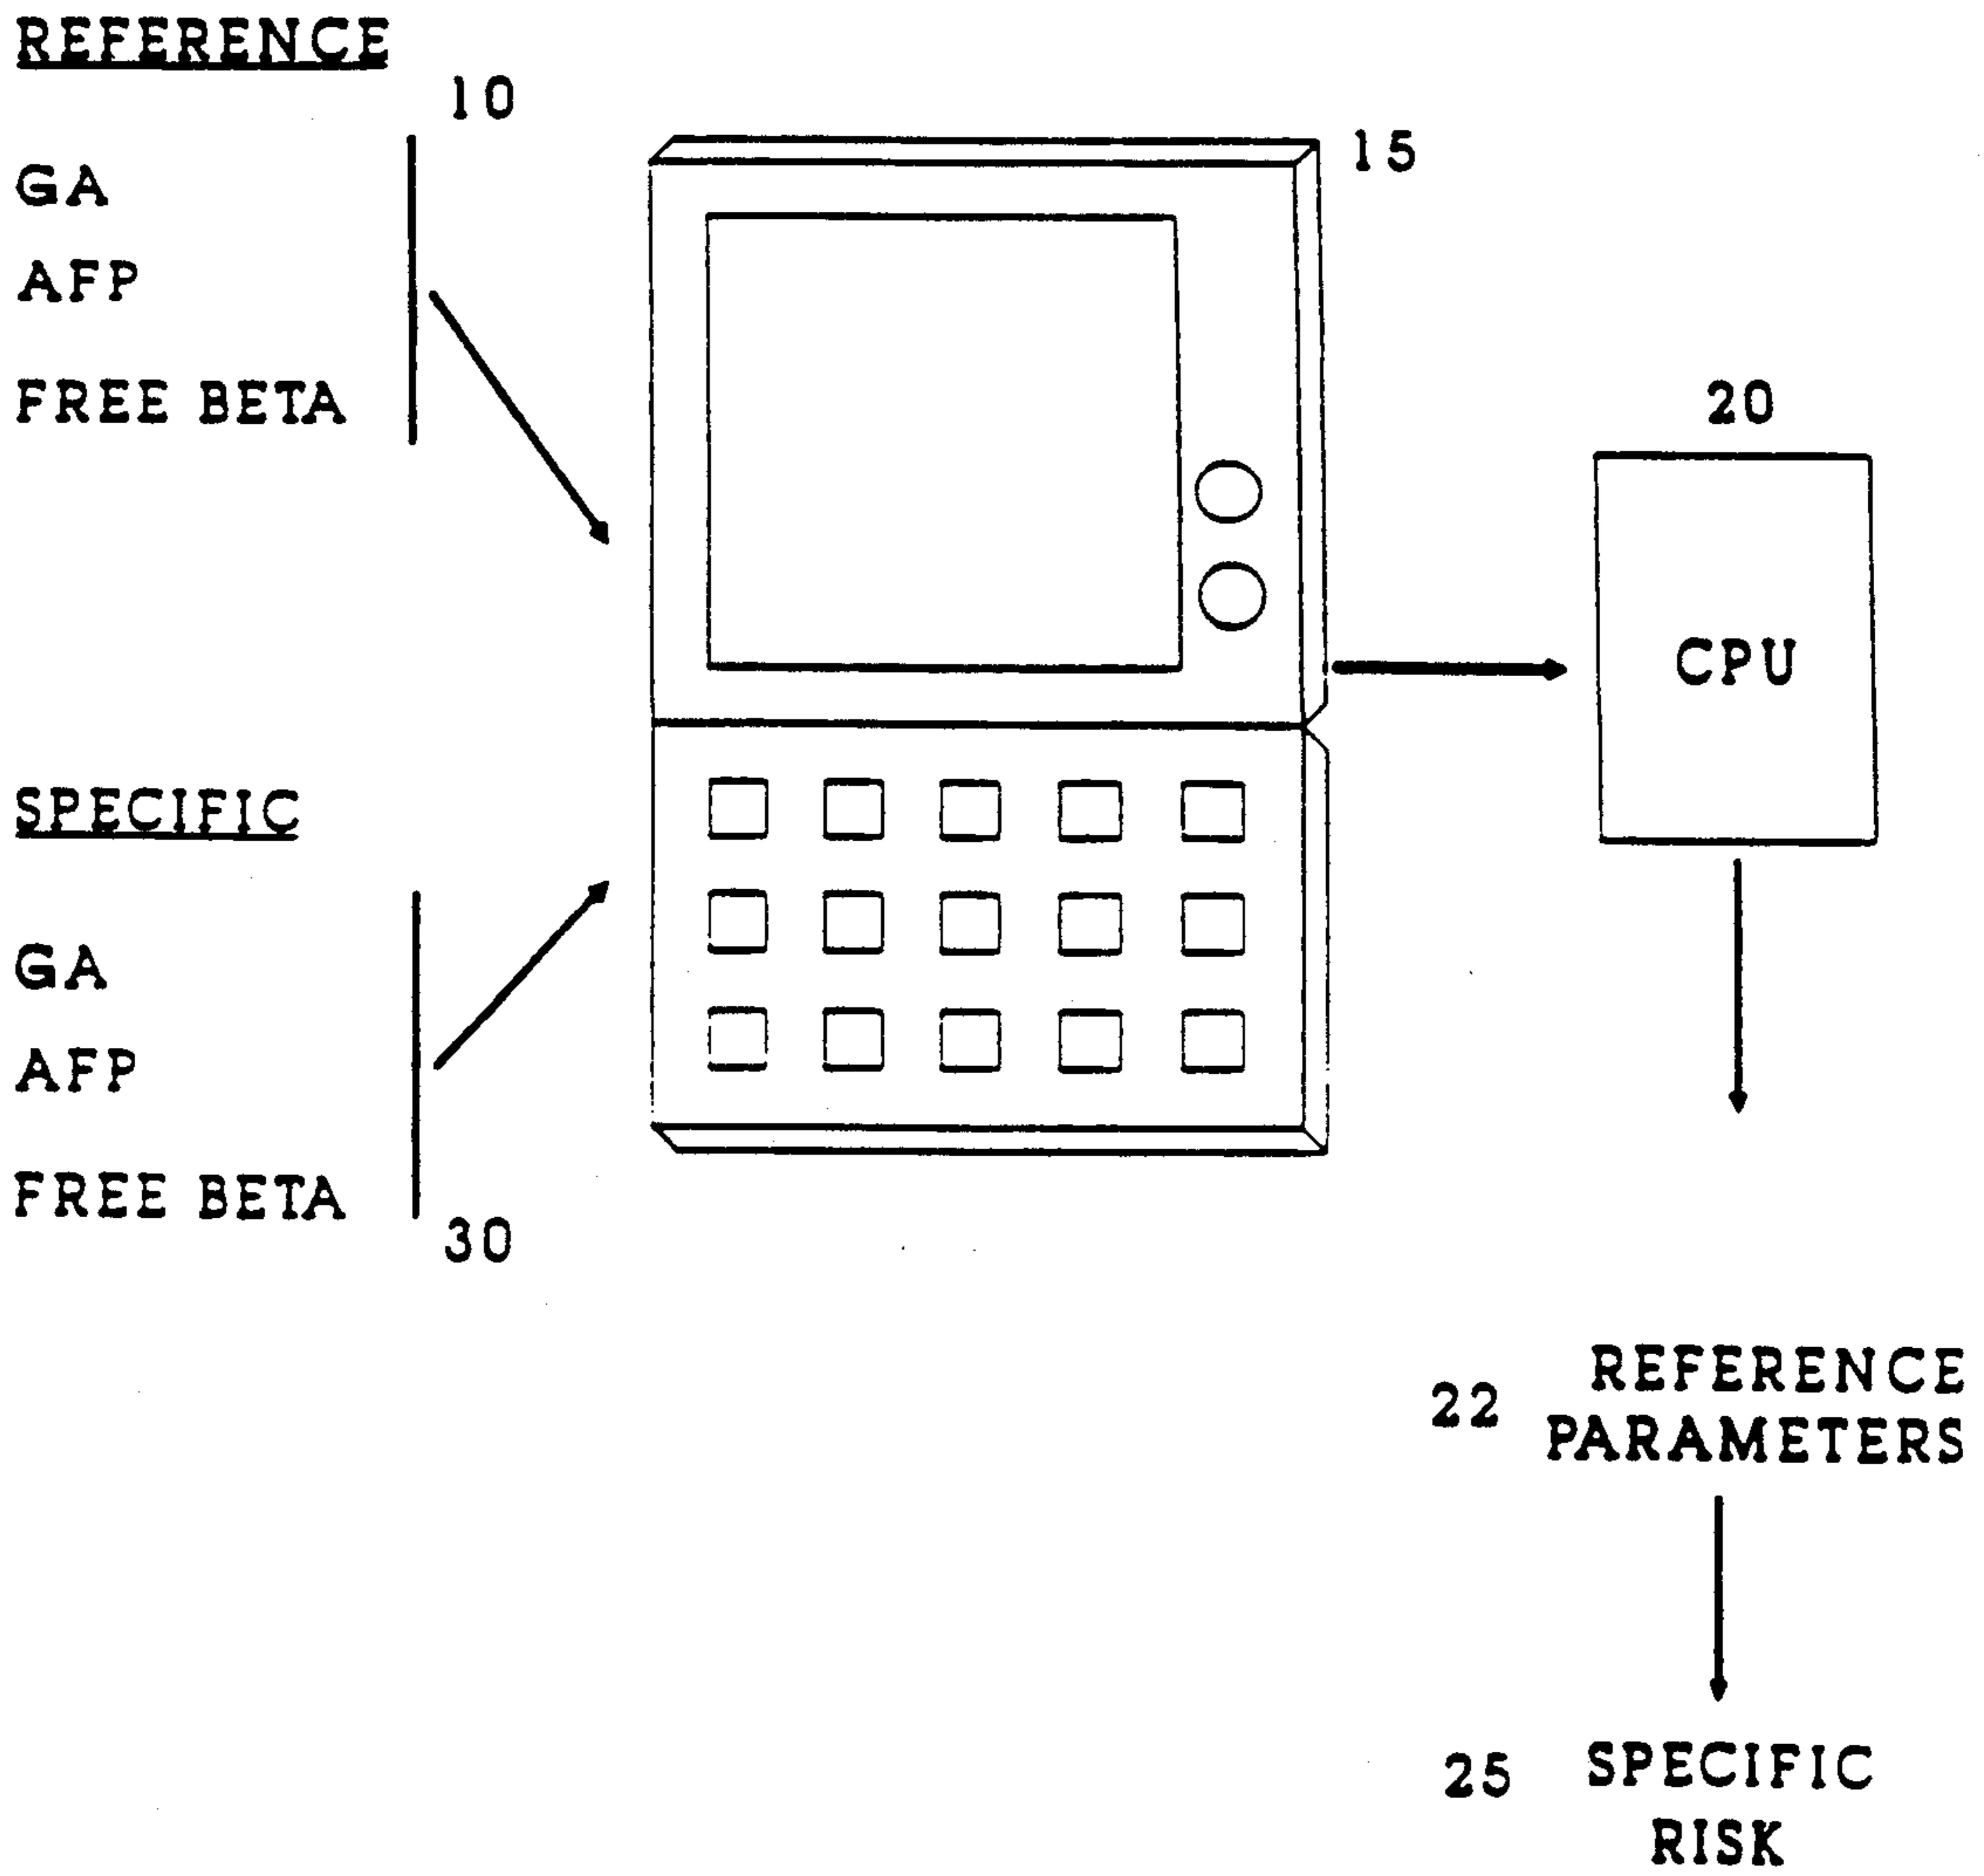 REFERENCE
10
GA
AFP
FREE BETA
15
20
CPU
SPECIFIC
GA
AFP
FREE BETA
30
22
REFERENCE
PARAMETERS
25
SPECIFIC
RISK